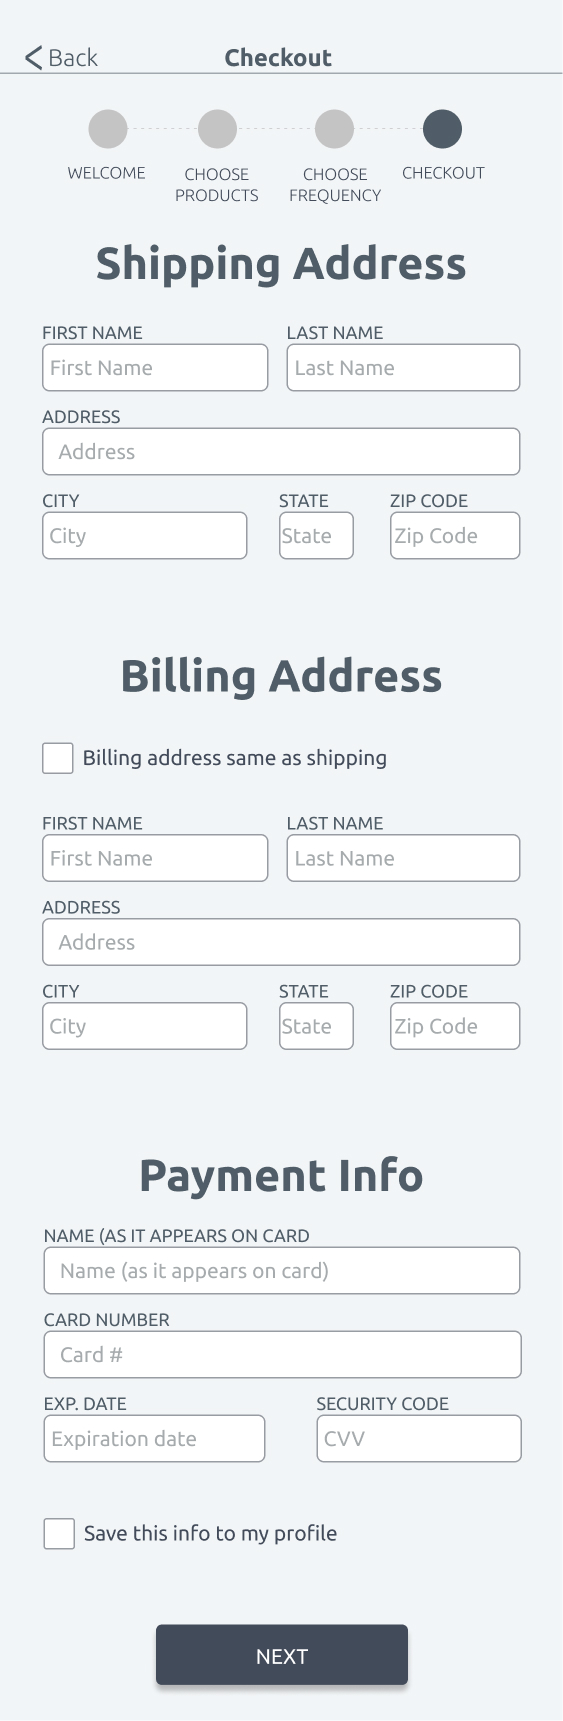 Back Checkout
WELCOME CHOOSE PRODUCTS CHOOSE FREQUENCY CHECKOUT
Shipping Address
FIRST NAME LAST NAME
First Name Last Name
ADDRESS
Address
CITY STATE ZIP CODE
City State Zip Code
Billing Address
Billing address same as shipping
FIRST NAME LAST NAME
First Name Last Name
ADDRESS
Address
CITY STATE ZIP CODE
City State Zip Code
Payment Info
NAME (AS IT APPEARS ON CARD
Name (as it appears on card)
CARD NUMBER
Card #
EXP. DATE SECURITY CODE
Expiration date CVV
Save this info to my profile
NEXT